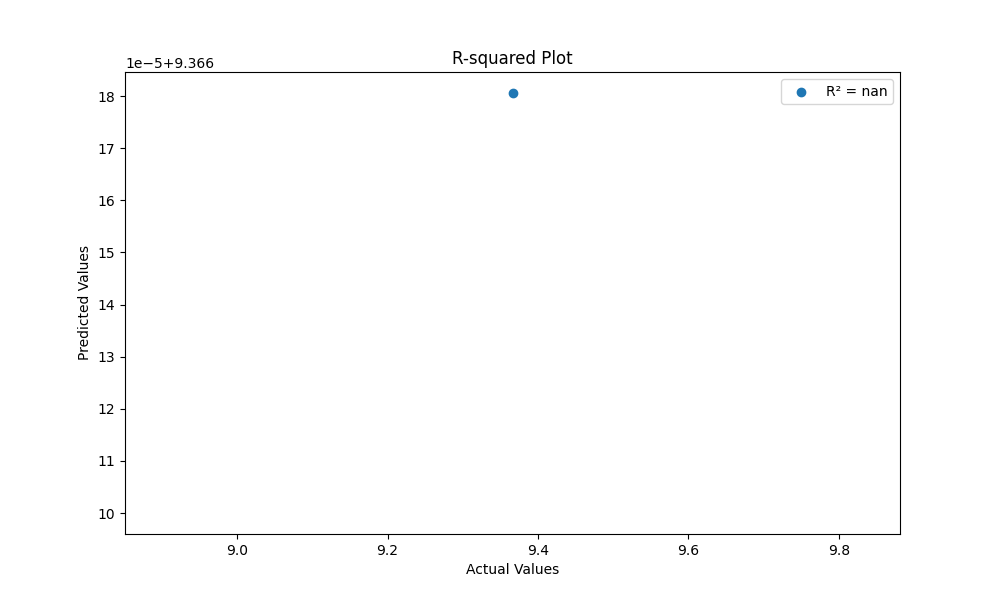 R-squared Plot
1e−5+9.366
R² = nan
18
17
16
15
14
13
12
11
10
Predicted Values
9.0
9.2
9.4
9.6
9.8
Actual Values